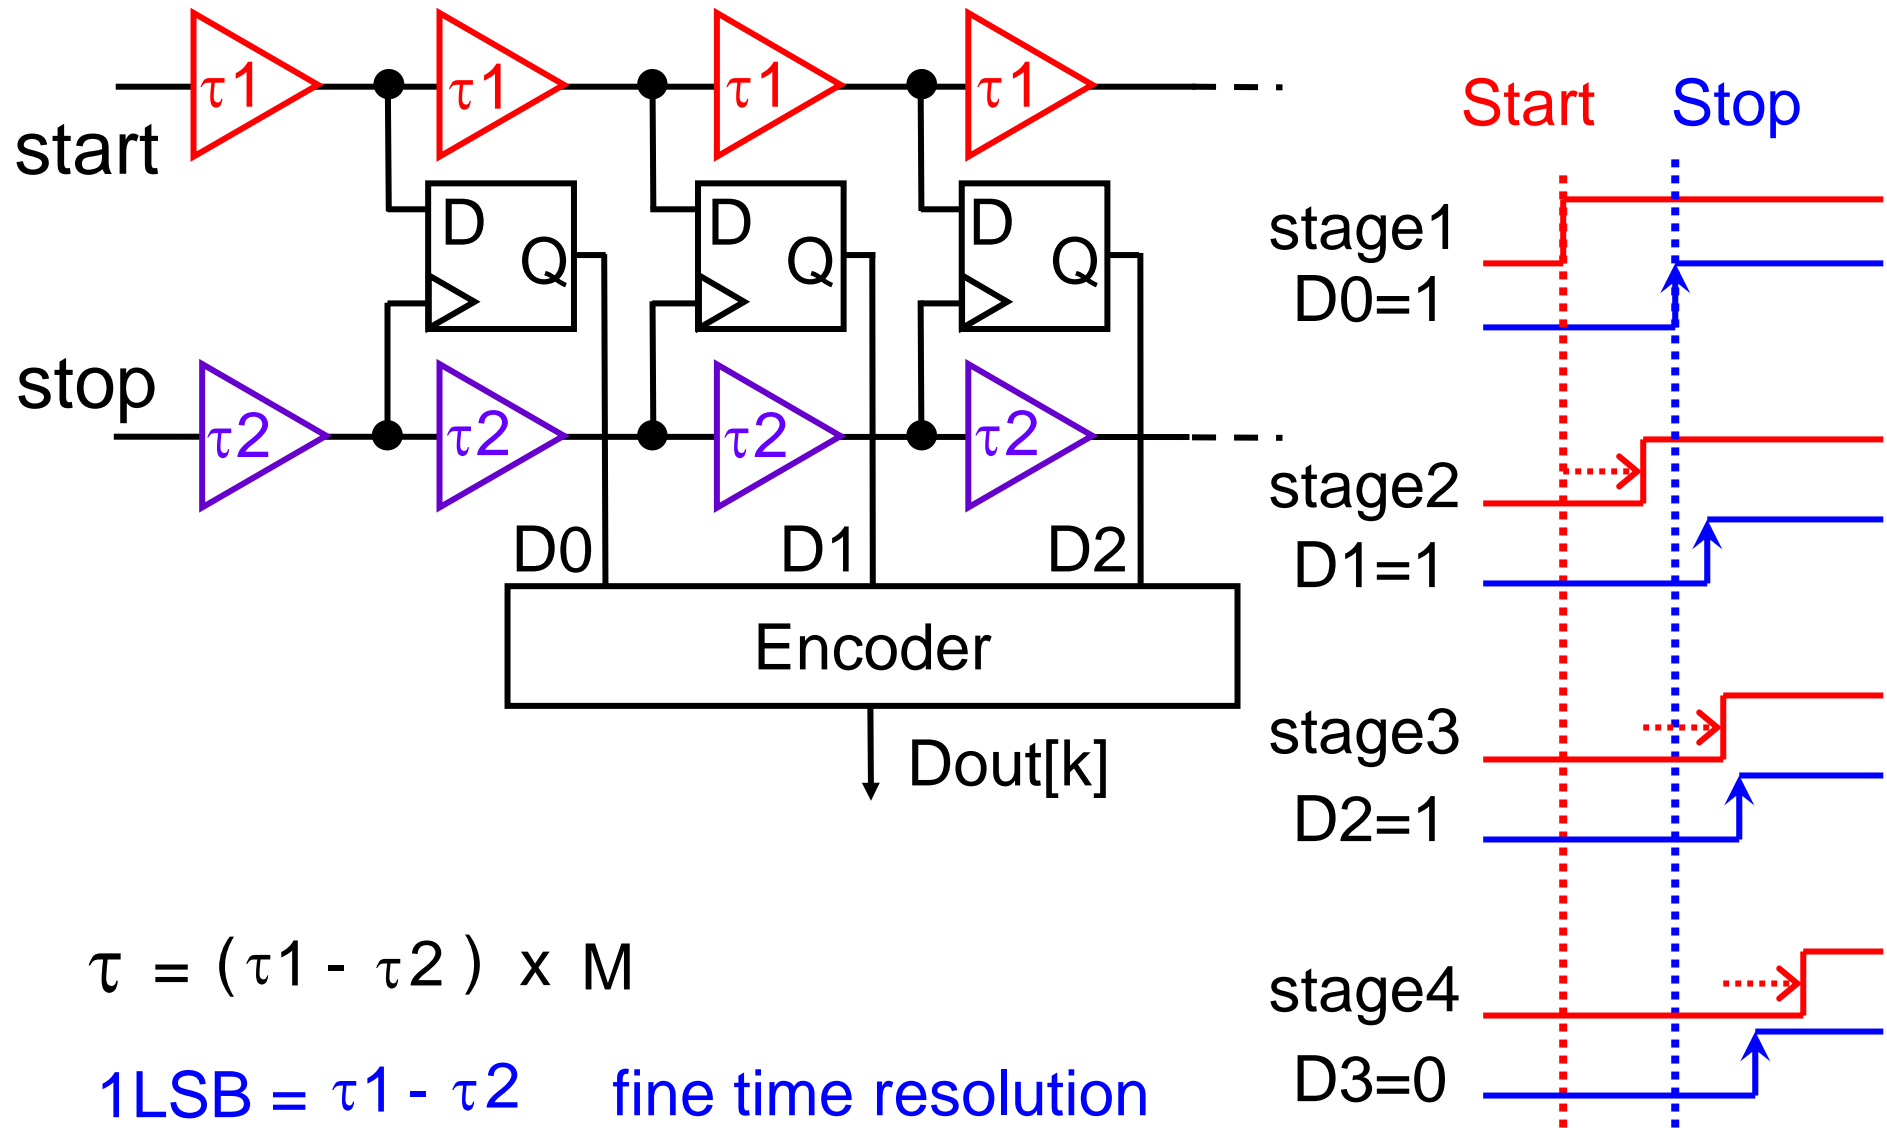 τ1 τ1 τ1 τ1
start
D Q D Q D Q
stop
τ2 τ2 τ2 τ2
D0 D1 D2
Encoder
Dout[k]
τ = (τ1 - τ2) x M
1LSB = τ1 - τ2 fine time resolution
Start Stop
stage1
D0=1
stage2
D1=1
stage3
D2=1
stage4
D3=0